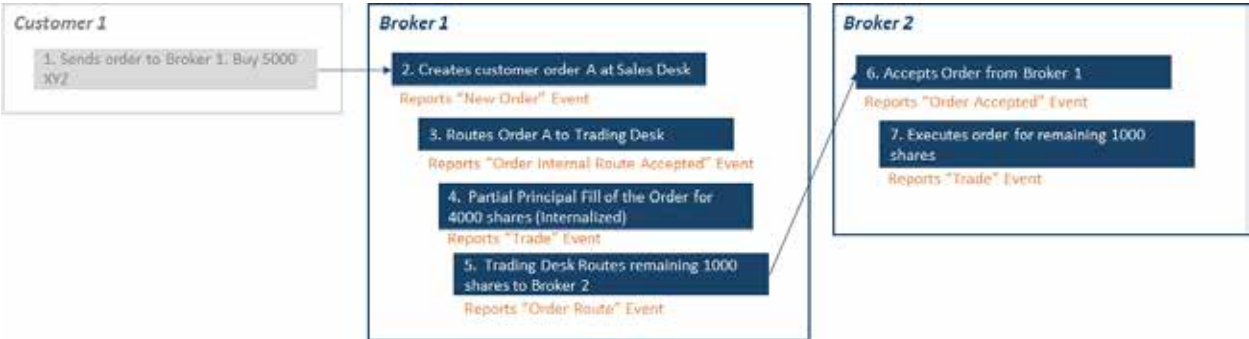 Customer 1
1. Sends order to Broker 1. Buy 5000
XYZ
Broker 1
2. Creates customer order A at Sales Desk
Reports "New Order" Event
3. Routes Order A to Trading Desk
Reports "Order Internal Route Accepted" Event
4. Partial Principal Fill of the Order for
4000 shares (Internalized)
Reports "Trade" Event
5. Trading Desk Routes remaining 1000
shares to Broker 2
Reports "Order Route" Event
Broker 2
6. Accepts Order from Broker 1
Reports "Order Accepted" Event
7. Executes order for remaining 1000
shares
Reports "Trade" Event